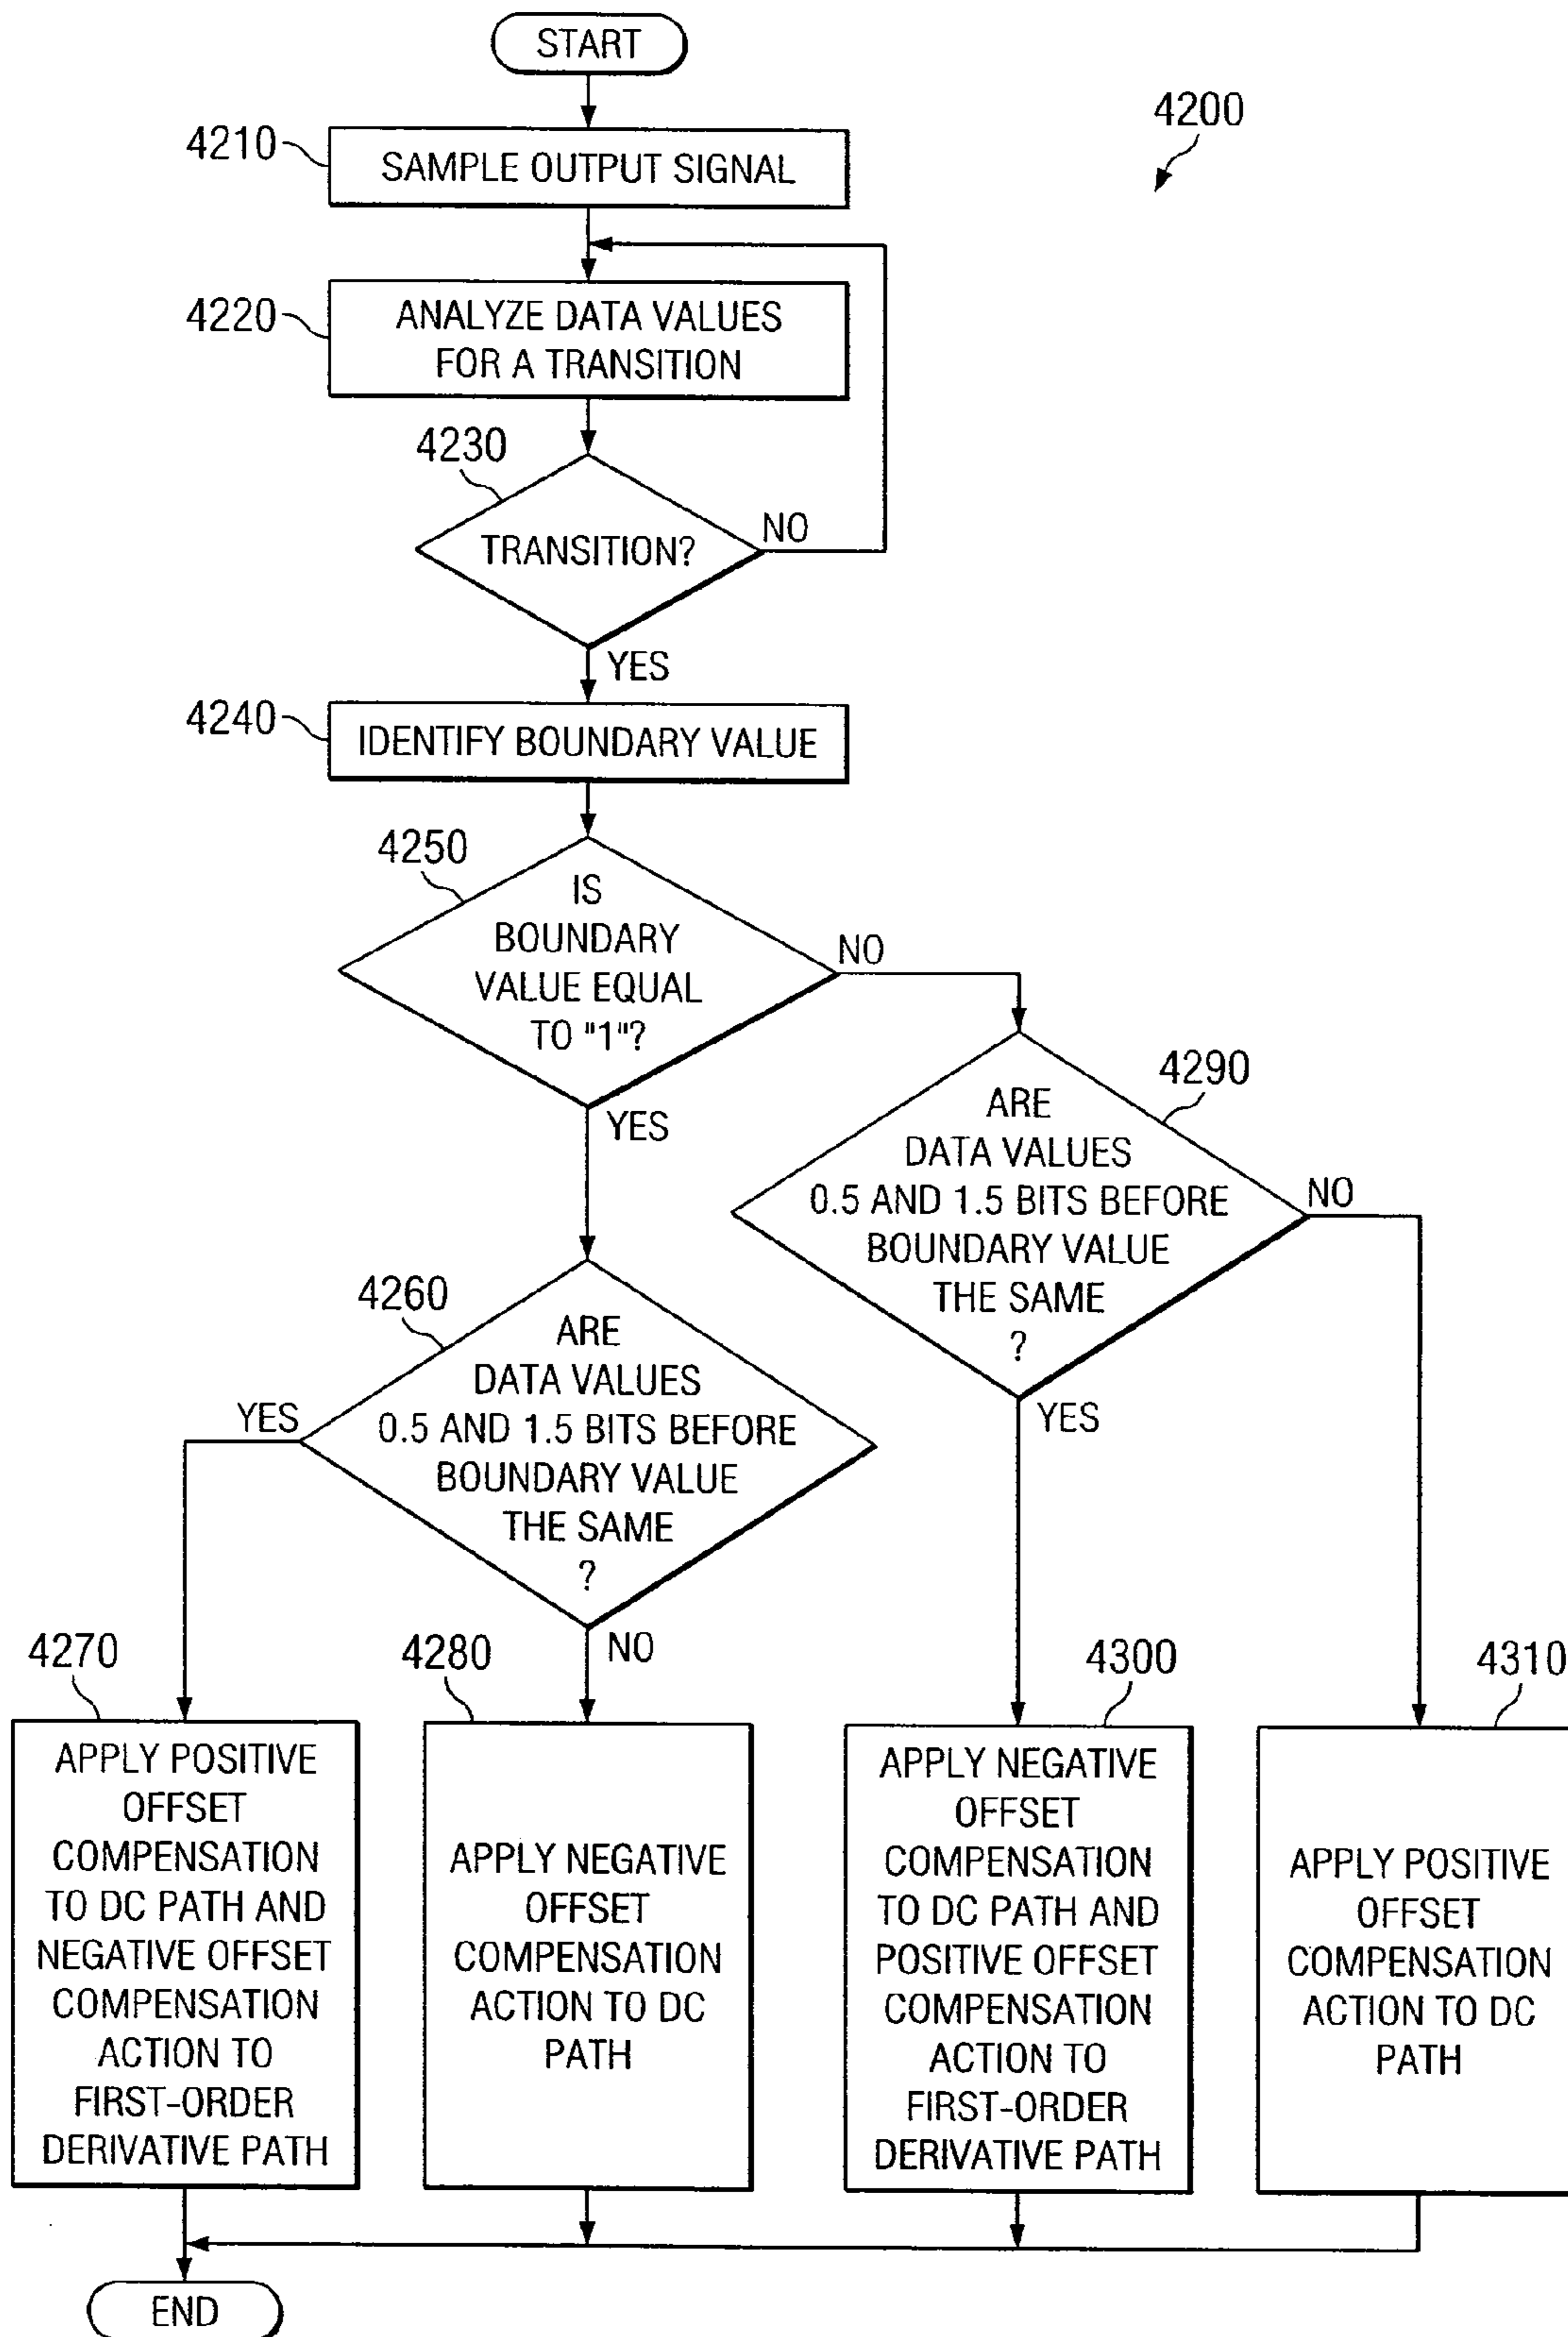 START
4200
4210
SAMPLE OUTPUT SIGNAL
4220
ANALYZE DATA VALUES
FOR A TRANSITION
4230
TRANSITION?
NO
YES
4240
IDENTIFY BOUNDARY VALUE
4250
IS
BOUNDARY
VALUE EQUAL
TO "1"?
NO
YES
4290
ARE
DATA VALUES
0.5 AND 1.5 BITS BEFORE
BOUNDARY VALUE
THE SAME
?
NO
YES
4260
ARE
DATA VALUES
0.5 AND 1.5 BITS BEFORE
BOUNDARY VALUE
THE SAME
?
YES
NO
4270
APPLY POSITIVE
OFFSET
COMPENSATION
TO DC PATH AND
NEGATIVE OFFSET
COMPENSATION
ACTION TO
FIRST-ORDER
DERIVATIVE PATH
4280
APPLY NEGATIVE
OFFSET
COMPENSATION
ACTION TO DC
PATH
4300
APPLY NEGATIVE
OFFSET
COMPENSATION
TO DC PATH AND
POSITIVE OFFSET
COMPENSATION
ACTION TO
FIRST-ORDER
DERIVATIVE PATH
4310
APPLY POSITIVE
OFFSET
COMPENSATION
ACTION TO DC
PATH
END